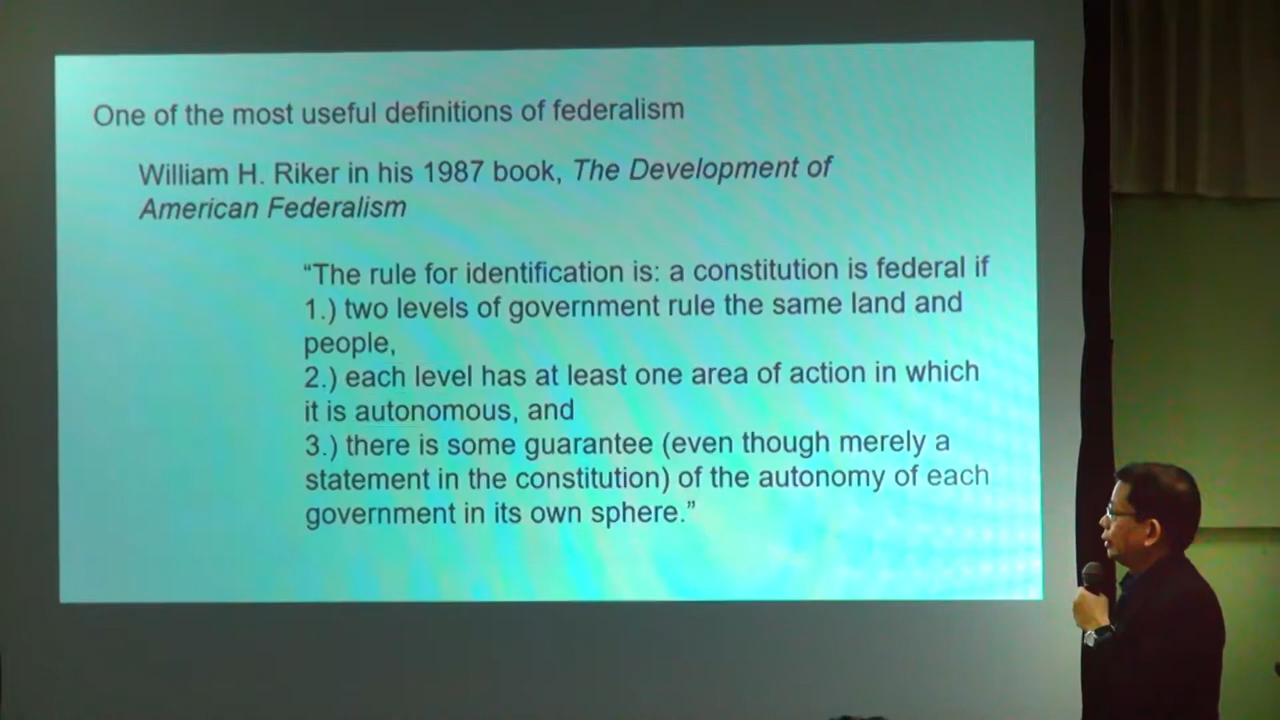 One of the most useful definitions of federalism
William H. Riker in his 1987 book, The Development of
American Federalism
“The rule for identification is: a constitution is federal if
1.) two levels of government rule the same land and
people,
2.) each level has at least one area of action in which
it is autonomous, and
3.) there is some guarantee (even though merely a
statement in the constitution) of the autonomy of each
government in its own sphere.”